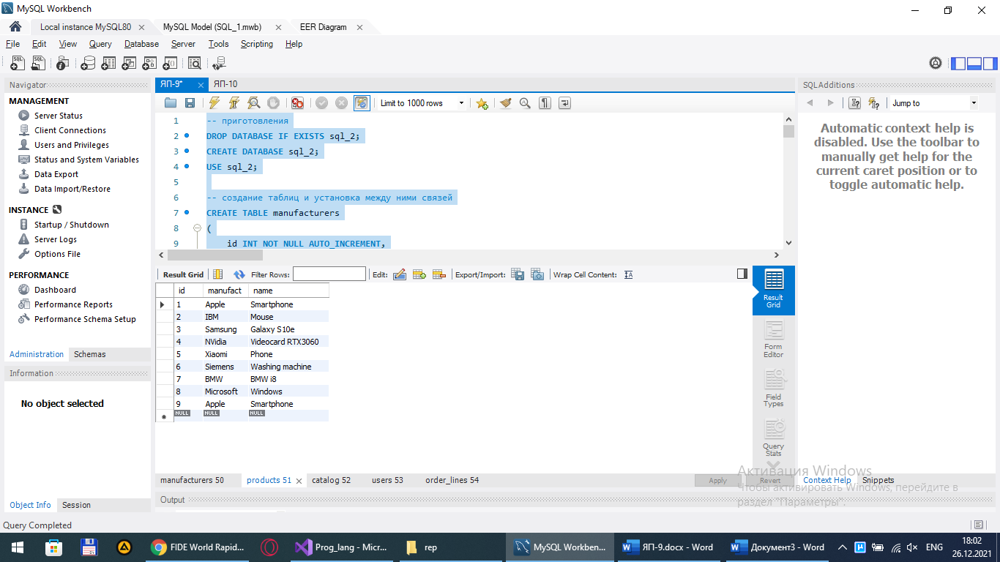 MySQL Workbench
Local instance MySQL80 MySQL Model (SQL_1.mwb) EER Diagram
File Edit View Query Database Server Tools Scripting Help
Navigator
MANAGEMENT
Server Status
Client Connections
Users and Privileges
Status and System Variables
Data Export
Data Import/Restore
INSTANCE
Startup / Shutdown
Server Logs
Options File
PERFORMANCE
Dashboard
Performance Reports
Performance Schema Setup
Administration Schemas
Information
No object selected
Object Info Session
Query Completed
ЯП-9* ЯП-10
Limit to 1000 rows
1 -- приготовления
2 DROP DATABASE IF EXISTS sql_2;
3 CREATE DATABASE sql_2;
4 USE sql_2;
5
6 -- создание таблиц и установка между ними связей
7 CREATE TABLE manufacturers
8 (
9 id INT NOT NULL AUTO_INCREMENT,
Result Grid Filter Rows: Edit: Export/Import: Wrap Cell Content:
id manufact name
1 Apple Smartphone
2 IBM Mouse
3 Samsung Galaxy S10e
4 NVidia Videocard RTX3060
5 Xiaomi Phone
6 Siemens Washing machine
7 BMW BMW i8
8 Microsoft Windows
9 Apple Smartphone
NULL NULL NULL
Result
Grid
Form
Editor
Field
Types
Query
Stats
manufacturers 50 products 51 catalog 52 users 53 order_lines 54
Apply Revert
Output
SQLAdditions
Jump to
Automatic context help is
disabled. Use the toolbar to
manually get help for the
current caret position or to
toggle automatic help.
Context Help Snippets
Активация Windows
Чтобы активировать Windows, перейдите в
раздел "Параметры".
FIDE World Rapid... Prog_lang - Micr... rep MySQL Workben... ЯП-9.docx - Word Документ3 - Word ENG
18:02
26.12.2021